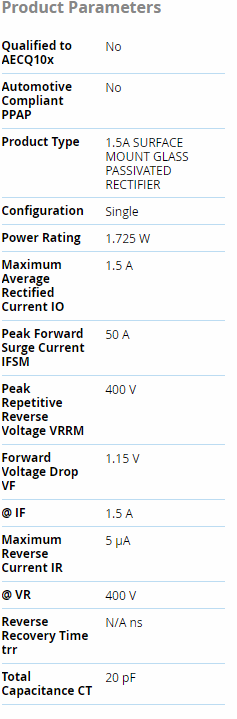 Product Parameters
Qualified to
AECQ10x
No
Automotive
Compliant
PPAP
No
Product Type
1.5A SURFACE
MOUNT GLASS
PASSIVATED
RECTIFIER
Configuration
Single
Power Rating
1.725 W
Maximum
Average
Rectified
Current IO
1.5 A
Peak Forward
Surge Current
IFSM
50 A
Peak
Repetitive
Reverse
Voltage VRRM
400 V
Forward
Voltage Drop
VF
1.15 V
@ IF
1.5 A
Maximum
Reverse
Current IR
5 µA
@ VR
400 V
Reverse
Recovery Time
trr
N/A ns
Total
Capacitance CT
20 pF